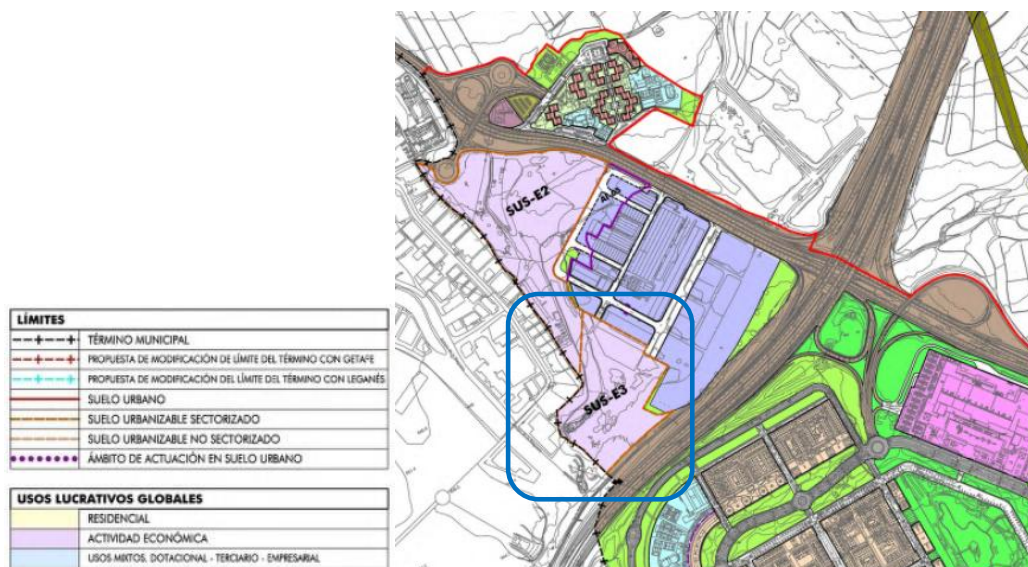 SUS-E2
SUS-E3
LÍMITES
TÉRMINO MUNICIPAL
PROPUESTA DE MODIFICACIÓN DE LÍMITE DEL TÉRMINO CON GETAFE
PROPUESTA DE MODIFICACIÓN DEL LÍMITE DEL TÉRMINO CON LEGANÉS
SUELO URBANO
SUELO URBANIZABLE SECTORIZADO
SUELO URBANIZABLE NO SECTORIZADO
ÁMBITO DE ACTUACIÓN EN SUELO URBANO
USOS LUCRATIVOS GLOBALES
RESIDENCIAL
ACTIVIDAD ECONÓMICA
USOS MIXTOS. DOTACIONAL - TERCIARIO - EMPRESARIAL